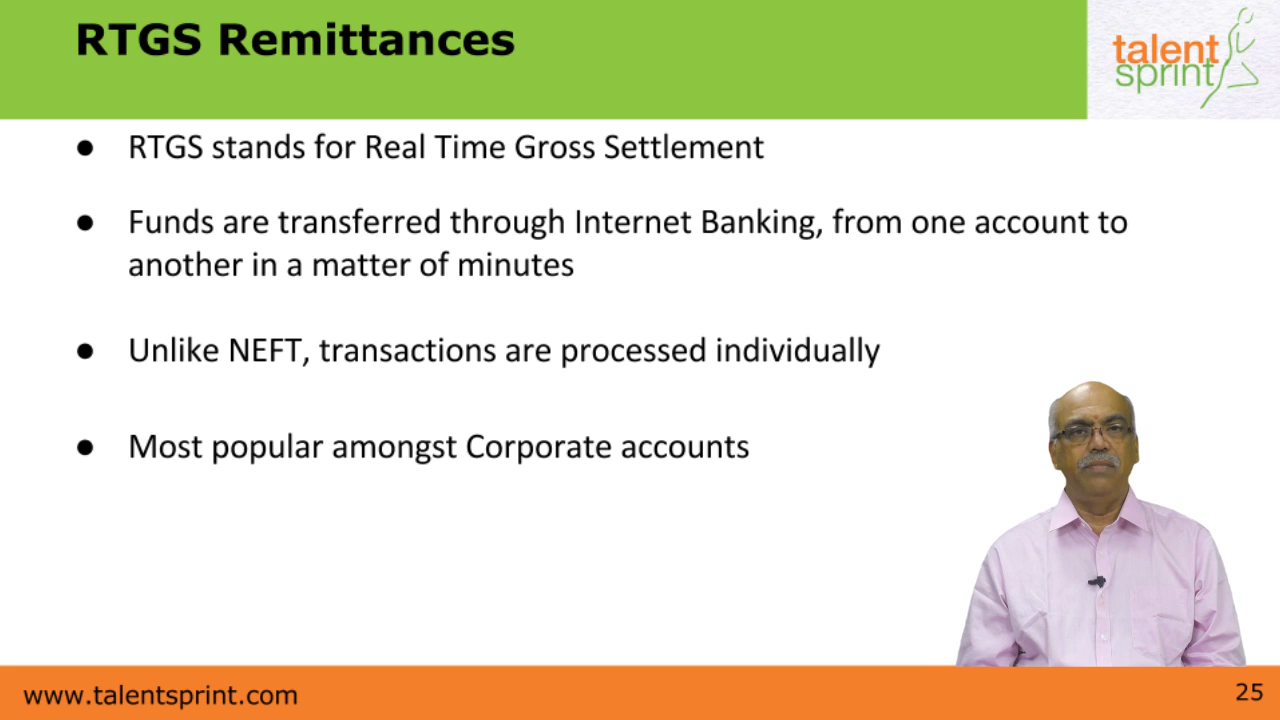 RTGS Remittances
talent
sprint
● RTGS stands for Real Time Gross Settlement
● Funds are transferred through Internet Banking, from one account to
another in a matter of minutes
● Unlike NEFT, transactions are processed individually
● Most popular amongst Corporate accounts
www.talentsprint.com
25